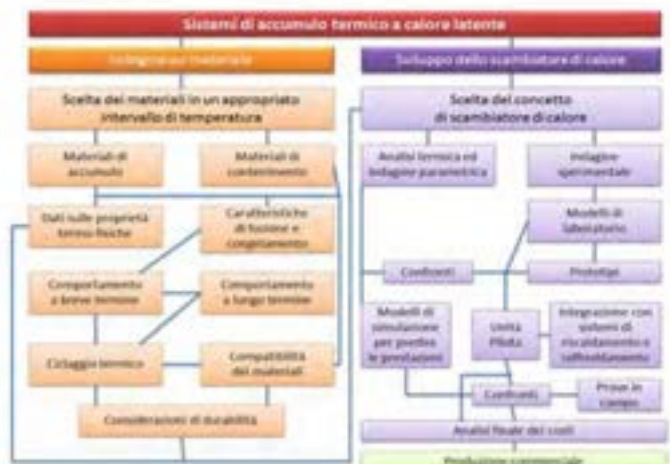 Sistemi di accumulo termico a calore latente
Indagine sui materiali
Sviluppo dello scambiatore di calore
Scelta dei materiali in un appropriato
intervallo di temperatura
Scelta del concetto
di scambiatore di calore
Materiali di
accumulo
Materiali di
contenimento
Analisi termica ed
indagine parametrica
Indagine
sperimentale
Dati sulle proprietà
termo-fisiche
Caratteristiche
di fusione e
congelamento
Modelli di
laboratorio
Comportamento
a breve termine
Comportamento
a lungo termine
Confronti
Prototipi
Modelli di
simulazione
per
le prestazioni
Unità
Pilota
Integrazione con
sistemi di
riscaldamento e
raffreddamento
Ciclaggio termico
Compatibilità
dei materiali
Confronti
Prove in
campo
Considerazioni di durabilità
Analisi finale dei costi
Produzione commerciale